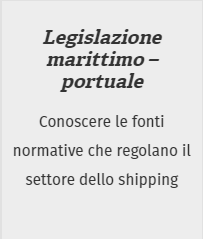 Legislazione
marittimo –
portuale
Conoscere le fonti
normative che regolano il
settore dello shipping